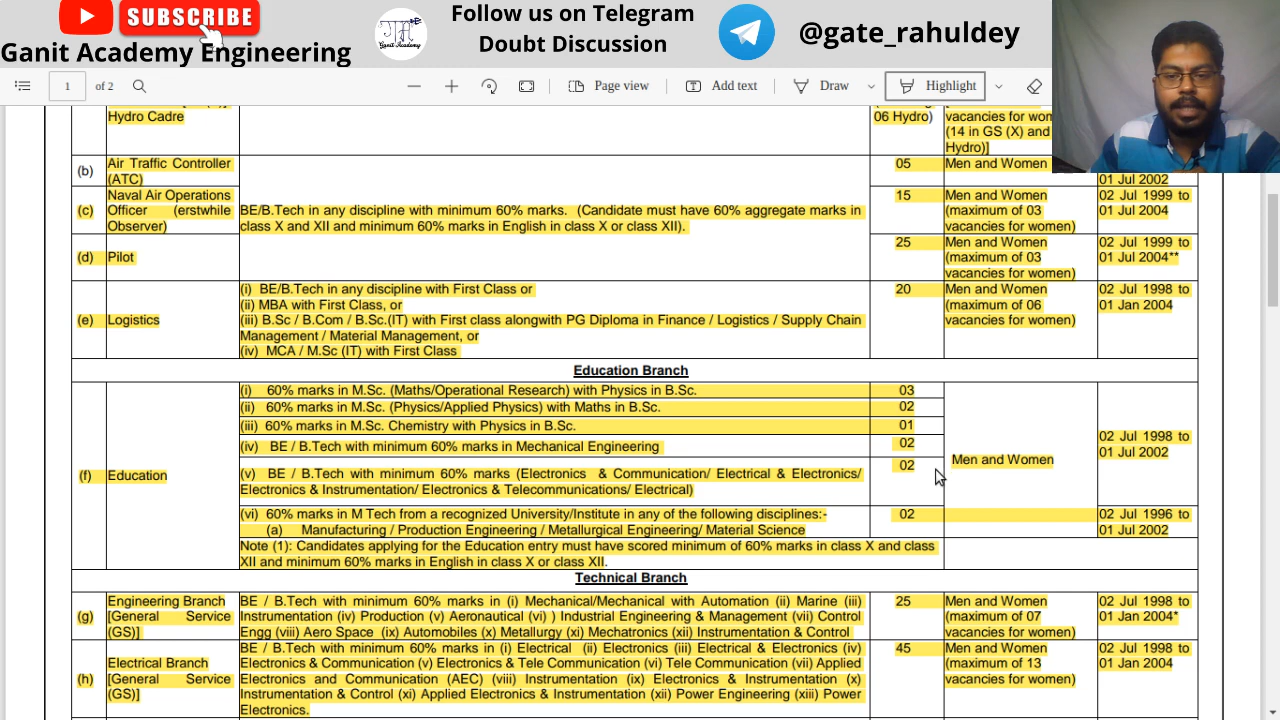 SUBSCRIBE
Ganit Academy Engineering
Ganit Academy
Follow us on Telegram
Doubt Discussion
@gate_rahuldey
1 of 2
Page view
Add text
Draw
Highlight
Hydro Cadre
06 Hydro)
(14 in GS (X) and
Hydro)]
(b)
Air Traffic Controller
(ATC)
05
Men and Women
01 Jul 2002
(c)
Naval Air Operations
Officer (erstwhile
Observer)
BE/B.Tech in any discipline with minimum 60% marks. (Candidate must have 60% aggregate marks in
class X and XII and minimum 60% marks in English in class X or class XII).
15
Men and Women
(maximum of 03
vacancies for women)
02 Jul 1999 to
01 Jul 2004
(d)
Pilot
25
Men and Women
(maximum of 03
vacancies for women)
02 Jul 1999 to
01 Jul 2004**
(e)
Logistics
(i) BE/B.Tech in any discipline with First Class or
(ii) MBA with First Class, or
(iii) B.Sc / B.Com / B.Sc.(IT) with First class alongwith PG Diploma in Finance / Logistics / Supply Chain
Management / Material Management, or
(iv) MCA / M.Sc (IT) with First Class
20
Men and Women
(maximum of 06
vacancies for women)
02 Jul 1998 to
01 Jan 2004
Education Branch
(f)
Education
(i) 60% marks in M.Sc. (Maths/Operational Research) with Physics in B.Sc.
03
(ii) 60% marks in M.Sc. (Physics/Applied Physics) with Maths in B.Sc.
02
(iii) 60% marks in M.Sc. Chemistry with Physics in B.Sc.
01
(iv) BE / B.Tech with minimum 60% marks in Mechanical Engineering
02
(v) BE / B.Tech with minimum 60% marks (Electronics & Communication/ Electrical & Electronics/
Electronics & Instrumentation/ Electronics & Telecommunications/ Electrical)
02
Men and Women
02 Jul 1998 to
01 Jul 2002
(vi) 60% marks in M Tech from a recognized University/Institute in any of the following disciplines:-
(a) Manufacturing / Production Engineering / Metallurgical Engineering/ Material Science
02
02 Jul 1996 to
01 Jul 2002
Note (1): Candidates applying for the Education entry must have scored minimum of 60% marks in class X and class
XII and minimum 60% marks in English in class X or class XII.
Technical Branch
(g)
Engineering Branch
[General Service
(GS)]
BE / B.Tech with minimum 60% marks in (i) Mechanical/Mechanical with Automation (ii) Marine (iii)
Instrumentation (iv) Production (v) Aeronautical (vi) ) Industrial Engineering & Management (vii) Control
Engg (viii) Aero Space (ix) Automobiles (x) Metallurgy (xi) Mechatronics (xii) Instrumentation & Control
25
Men and Women
(maximum of 07
vacancies for women)
02 Jul 1998 to
01 Jan 2004*
(h)
Electrical Branch
[General Service
(GS)]
BE / B.Tech with minimum 60% marks in (i) Electrical (ii) Electronics (iii) Electrical & Electronics (iv)
Electronics & Communication (v) Electronics & Tele Communication (vi) Tele Communication (vii) Applied
Electronics and Communication (AEC) (viii) Instrumentation (ix) Electronics & Instrumentation (x)
Instrumentation & Control (xi) Applied Electronics & Instrumentation (xii) Power Engineering (xiii) Power
Electronics.
45
Men and Women
(maximum of 13
vacancies for women)
02 Jul 1998 to
01 Jan 2004